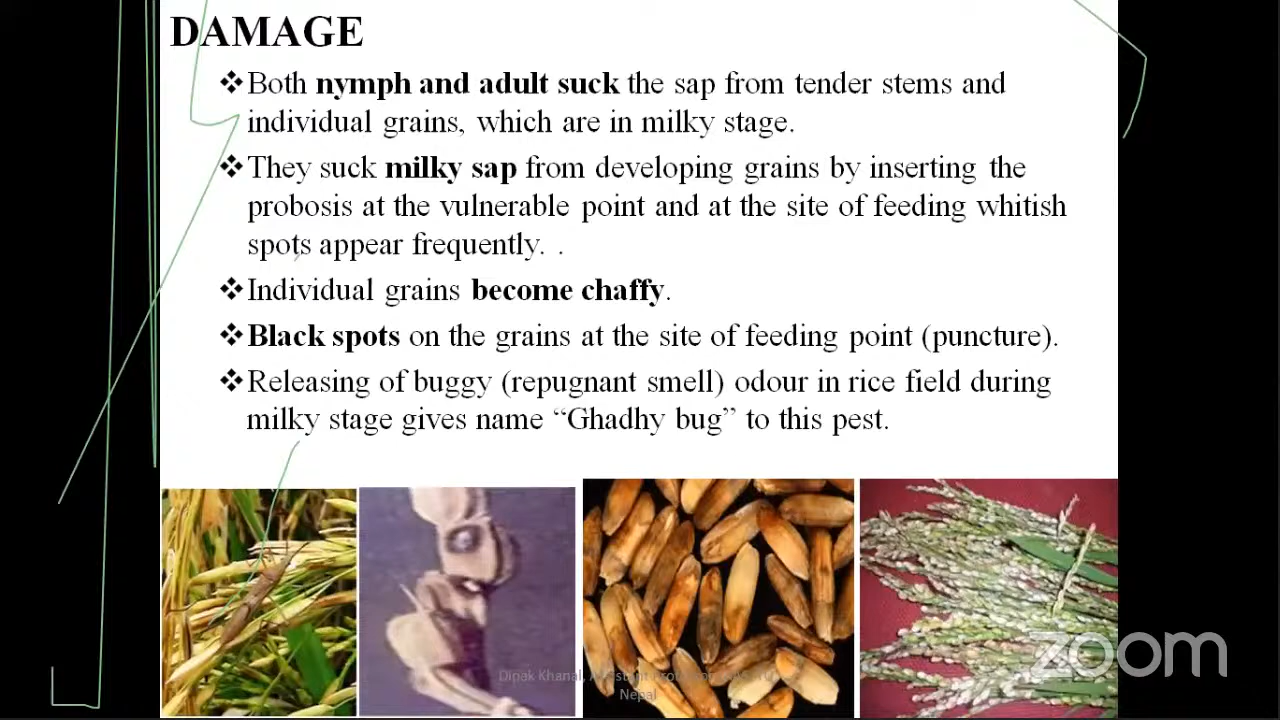 DAMAGE
❖Both nymph and adult suck the sap from tender stems and
individual grains, which are in milky stage.
❖They suck milky sap from developing grains by inserting the
probosis at the vulnerable point and at the site of feeding whitish
spots appear frequently. .
❖Individual grains become chaffy.
❖Black spots on the grains at the site of feeding point (puncture).
❖Releasing of buggy (repugnant smell) odour in rice field during
milky stage gives name “Ghadhy bug” to this pest.
zoom
Dipak Khanal,
Nepal